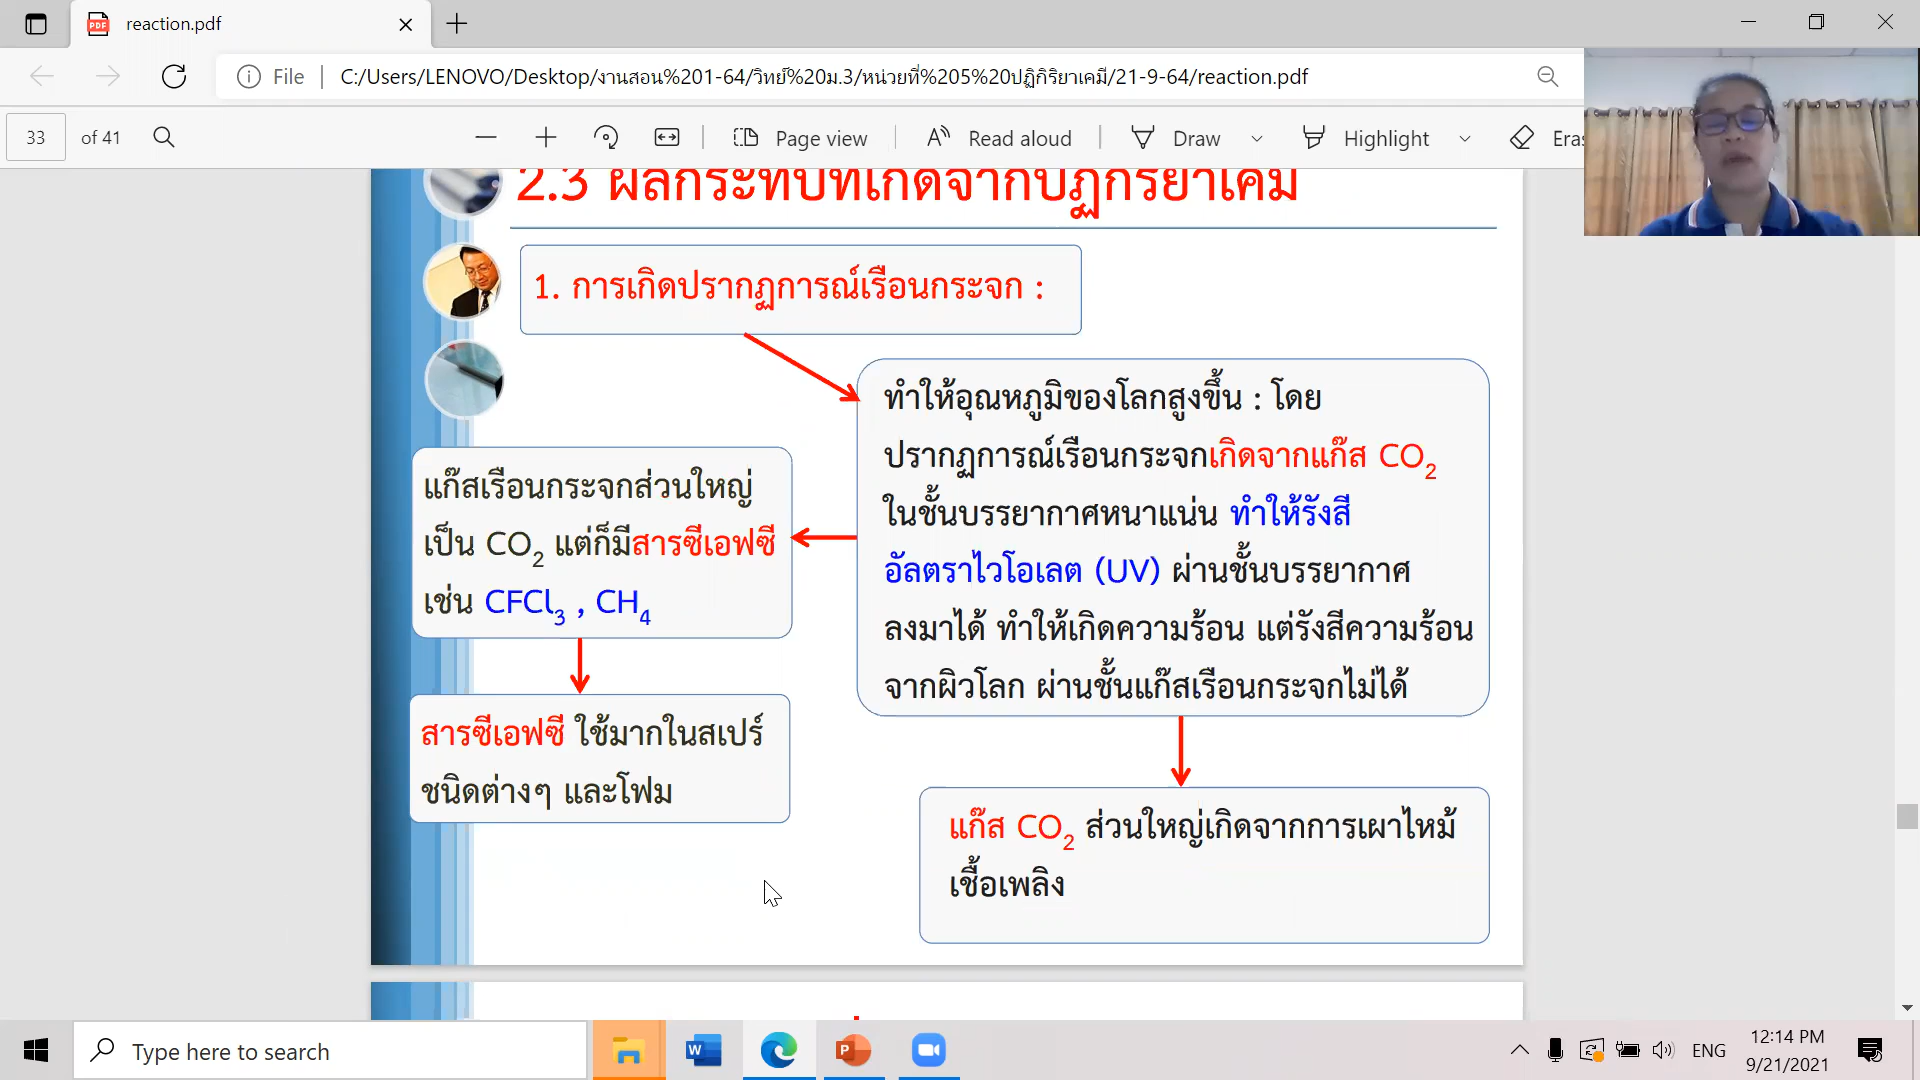 reaction.pdf
File
C:/Users/LENOVO/Desktop/งานสอน%201-64/วิทย์%20ม.3/หน่วยที่%205%20ปฏิกิริยาเคมี/21-9-64/reaction.pdf
33 of 41
Page view
Read aloud
Draw
Highlight
Eras
2.3 ผลกระทบที่เกิดจากปฏิกิริยาเคมี
1. การเกิดปรากฏการณ์เรือนกระจก :
ทำให้อุณหภูมิของโลกสูงขึ้น : โดย
ปรากฏการณ์เรือนกระจกเกิดจากแก๊ส CO₂
ในชั้นบรรยากาศหนาแน่น ทำให้รังสี
อัลตราไวโอเลต (UV) ผ่านชั้นบรรยากาศ
ลงมาได้ ทำให้เกิดความร้อน แต่รังสีความร้อน
จากผิวโลก ผ่านชั้นแก๊สเรือนกระจกไม่ได้
แก๊สเรือนกระจกส่วนใหญ่
เป็น CO₂ แต่ก็มีสารซีเอฟซี
เช่น CFCl₃ , CH₄
สารซีเอฟซี ใช้มากในสเปร์
ชนิดต่างๆ และโฟม
แก๊ส CO₂ ส่วนใหญ่เกิดจากการเผาไหม้
เชื้อเพลิง
Type here to search
ENG
12:14 PM
9/21/2021